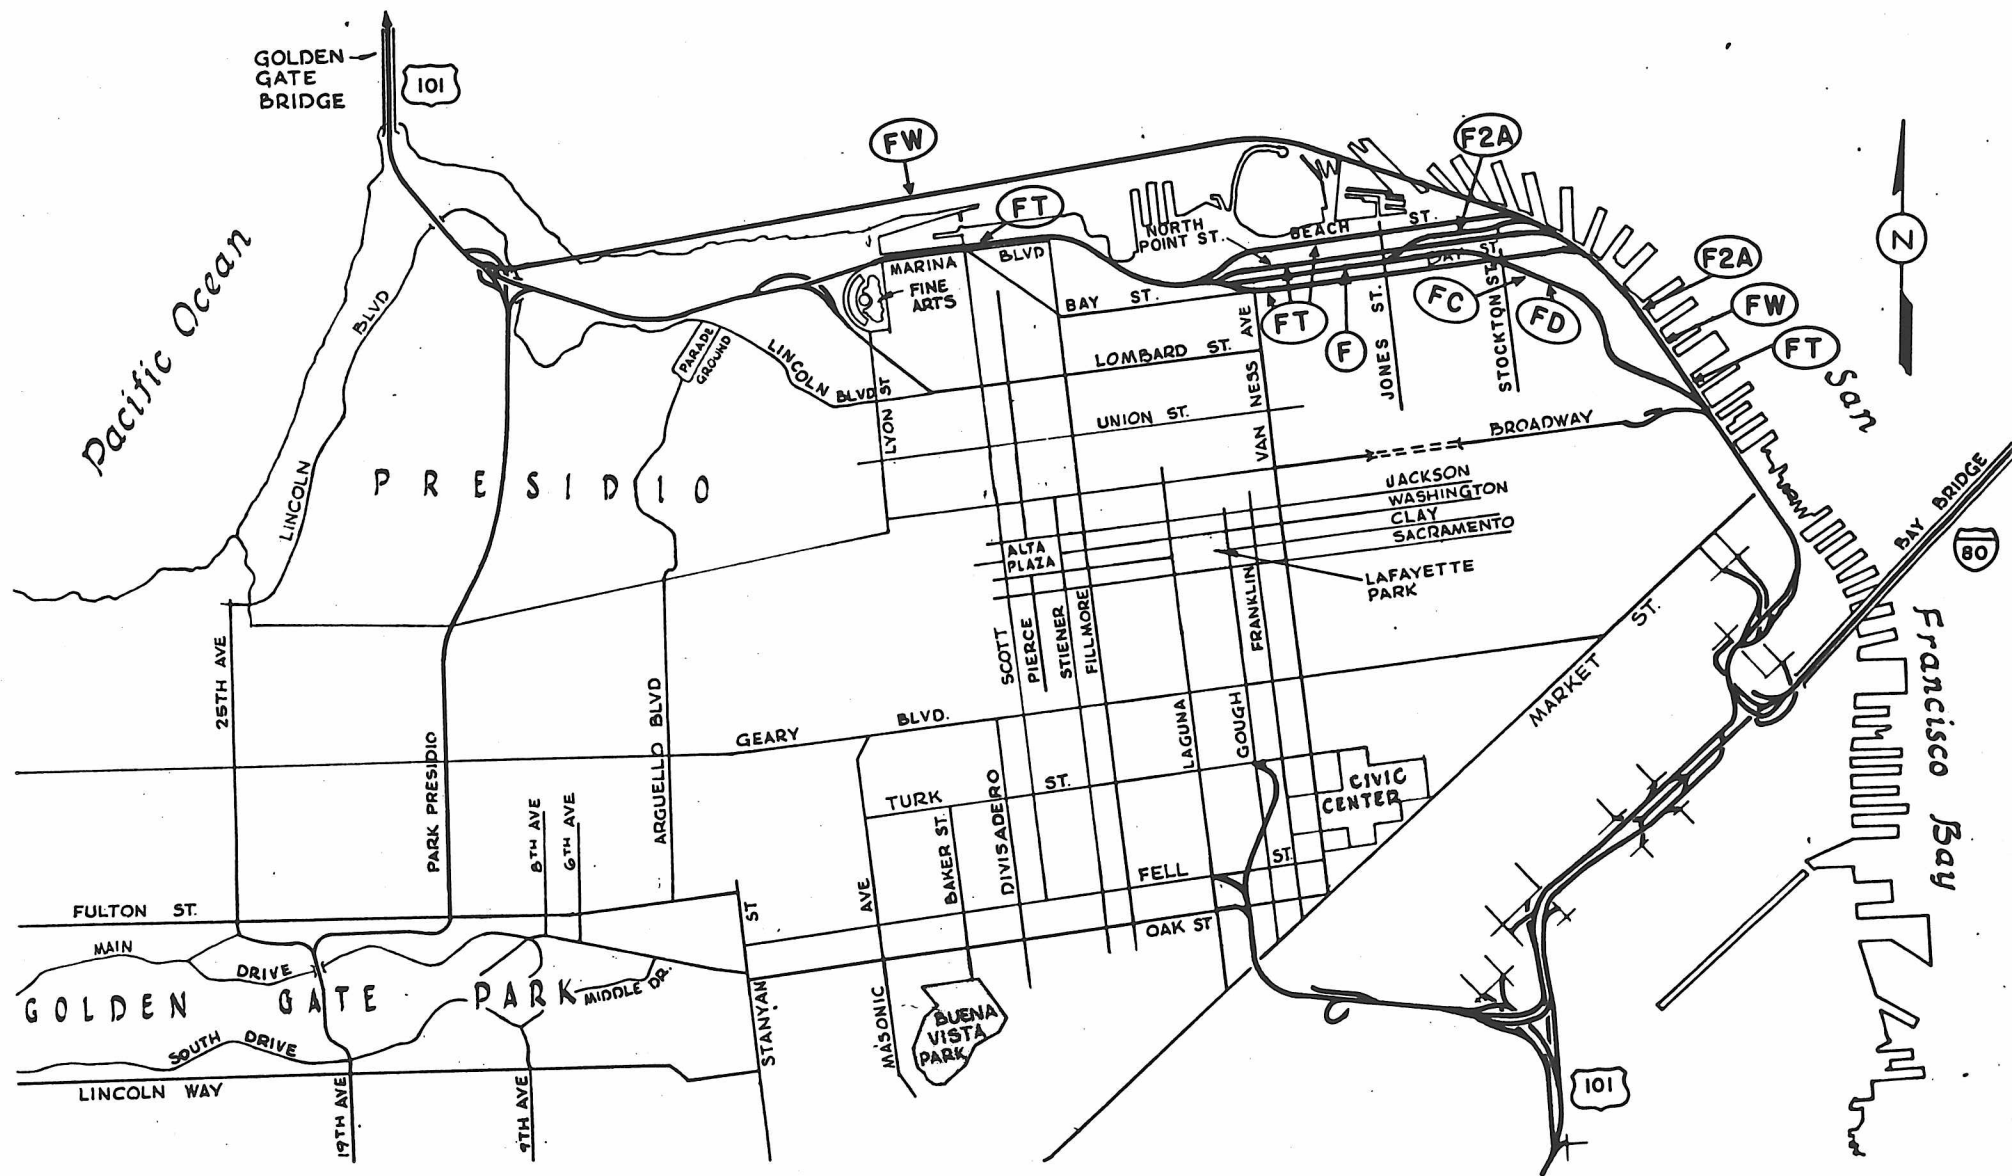 GOLDEN
GATE
BRIDGE
101
FW
F2A
FT
NORTH
POINT ST.
BEACH
ST.
Pacific Ocean
BLVD
LINCOLN
MARINA
BLVD
FINE
ARTS
BAY ST.
BAY
ST.
FT
F
FC
FD
F2A
FW
FT
N
San
Francisco Bay
PARADE
GROUND
LINCOLN
BLVD
LYON
ST
LOMBARD ST.
UNION ST.
VAN NESS AVE
JONES ST.
STOCKTON ST.
BROADWAY
PRESIDIO
JACKSON
WASHINGTON
CLAY
SACRAMENTO
ALTA
PLAZA
LAFAYETTE
PARK
BAY BRIDGE
80
SCOTT
PIERCE
STIENER
FILLMORE
FRANKLIN
MARKET ST.
25TH AVE
PARK PRESIDIO
ARGUELLO BLVD
GEARY BLVD.
LAGUNA
GOUGH
CIVIC
CENTER
TURK ST.
8TH AVE
6TH AVE
MASONIC AVE
BAKER ST.
DIVISADERO
FELL ST.
OAK ST
FULTON ST.
MAIN
DRIVE
GOLDEN GATE PARK
MIDDLE DR.
SOUTH DRIVE
LINCOLN WAY
19TH AVE
9TH AVE
STANYAN ST
BUENA
VISTA
PARK
101